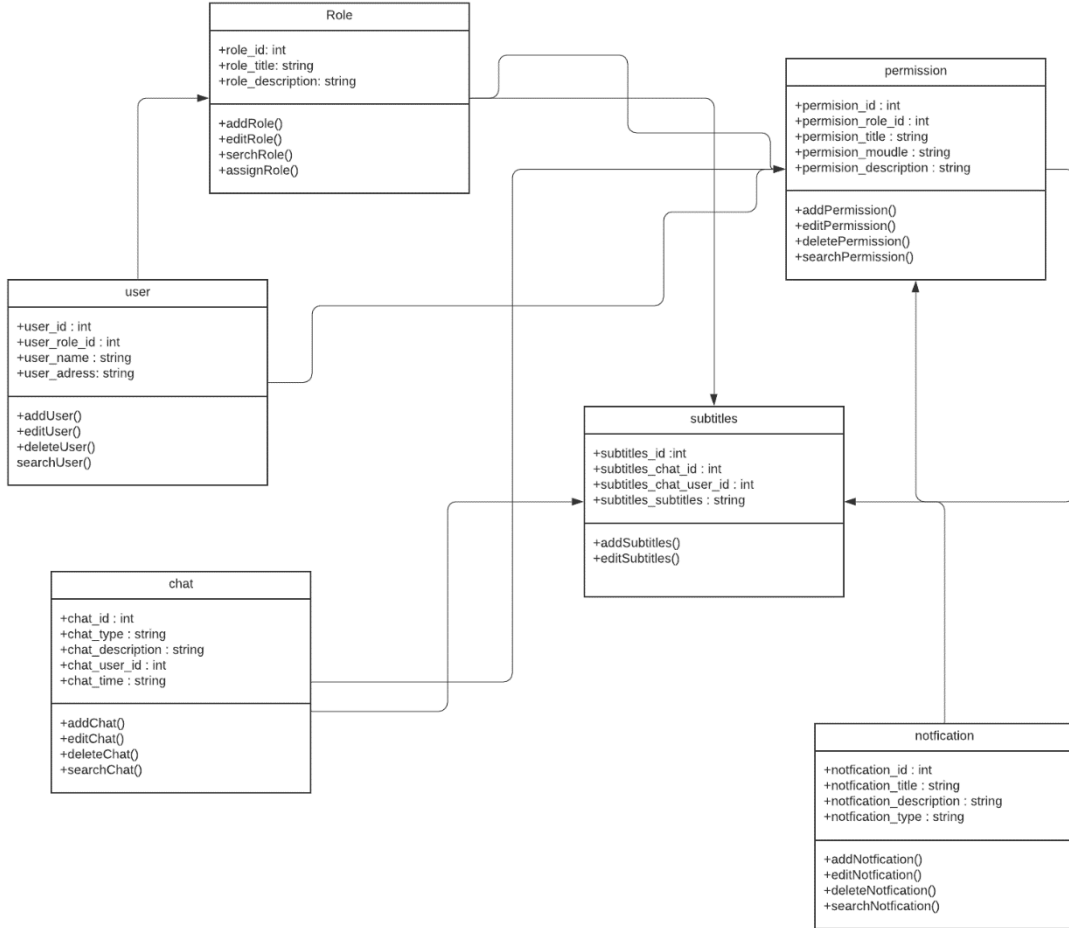 Role
+role_id: int
+role_title: string
+role_description: string
+addRole()
+editRole()
+serchRole()
+assignRole()
permission
+permision_id : int
+permision_role_id : int
+permision_title : string
+permision_moudle : string
+permision_description : string
+addPermission()
+editPermission()
+deletePermission()
+searchPermission()
user
+user_id : int
+user_role_id : int
+user_name : string
+user_adress: string
+addUser()
+editUser()
+deleteUser()
searchUser()
subtitles
+subtitles_id :int
+subtitles_chat_id : int
+subtitles_chat_user_id : int
+subtitles_subtitles : string
+addSubtitles()
+editSubtitles()
chat
+chat_id : int
+chat_type : string
+chat_description : string
+chat_user_id : int
+chat_time : string
+addChat()
+editChat()
+deleteChat()
+searchChat()
notfication
+notfication_id : int
+notfication_title : string
+notfication_description : string
+notfication_type : string
+addNotfication()
+editNotfication()
+deleteNotfication()
+searchNotfication()